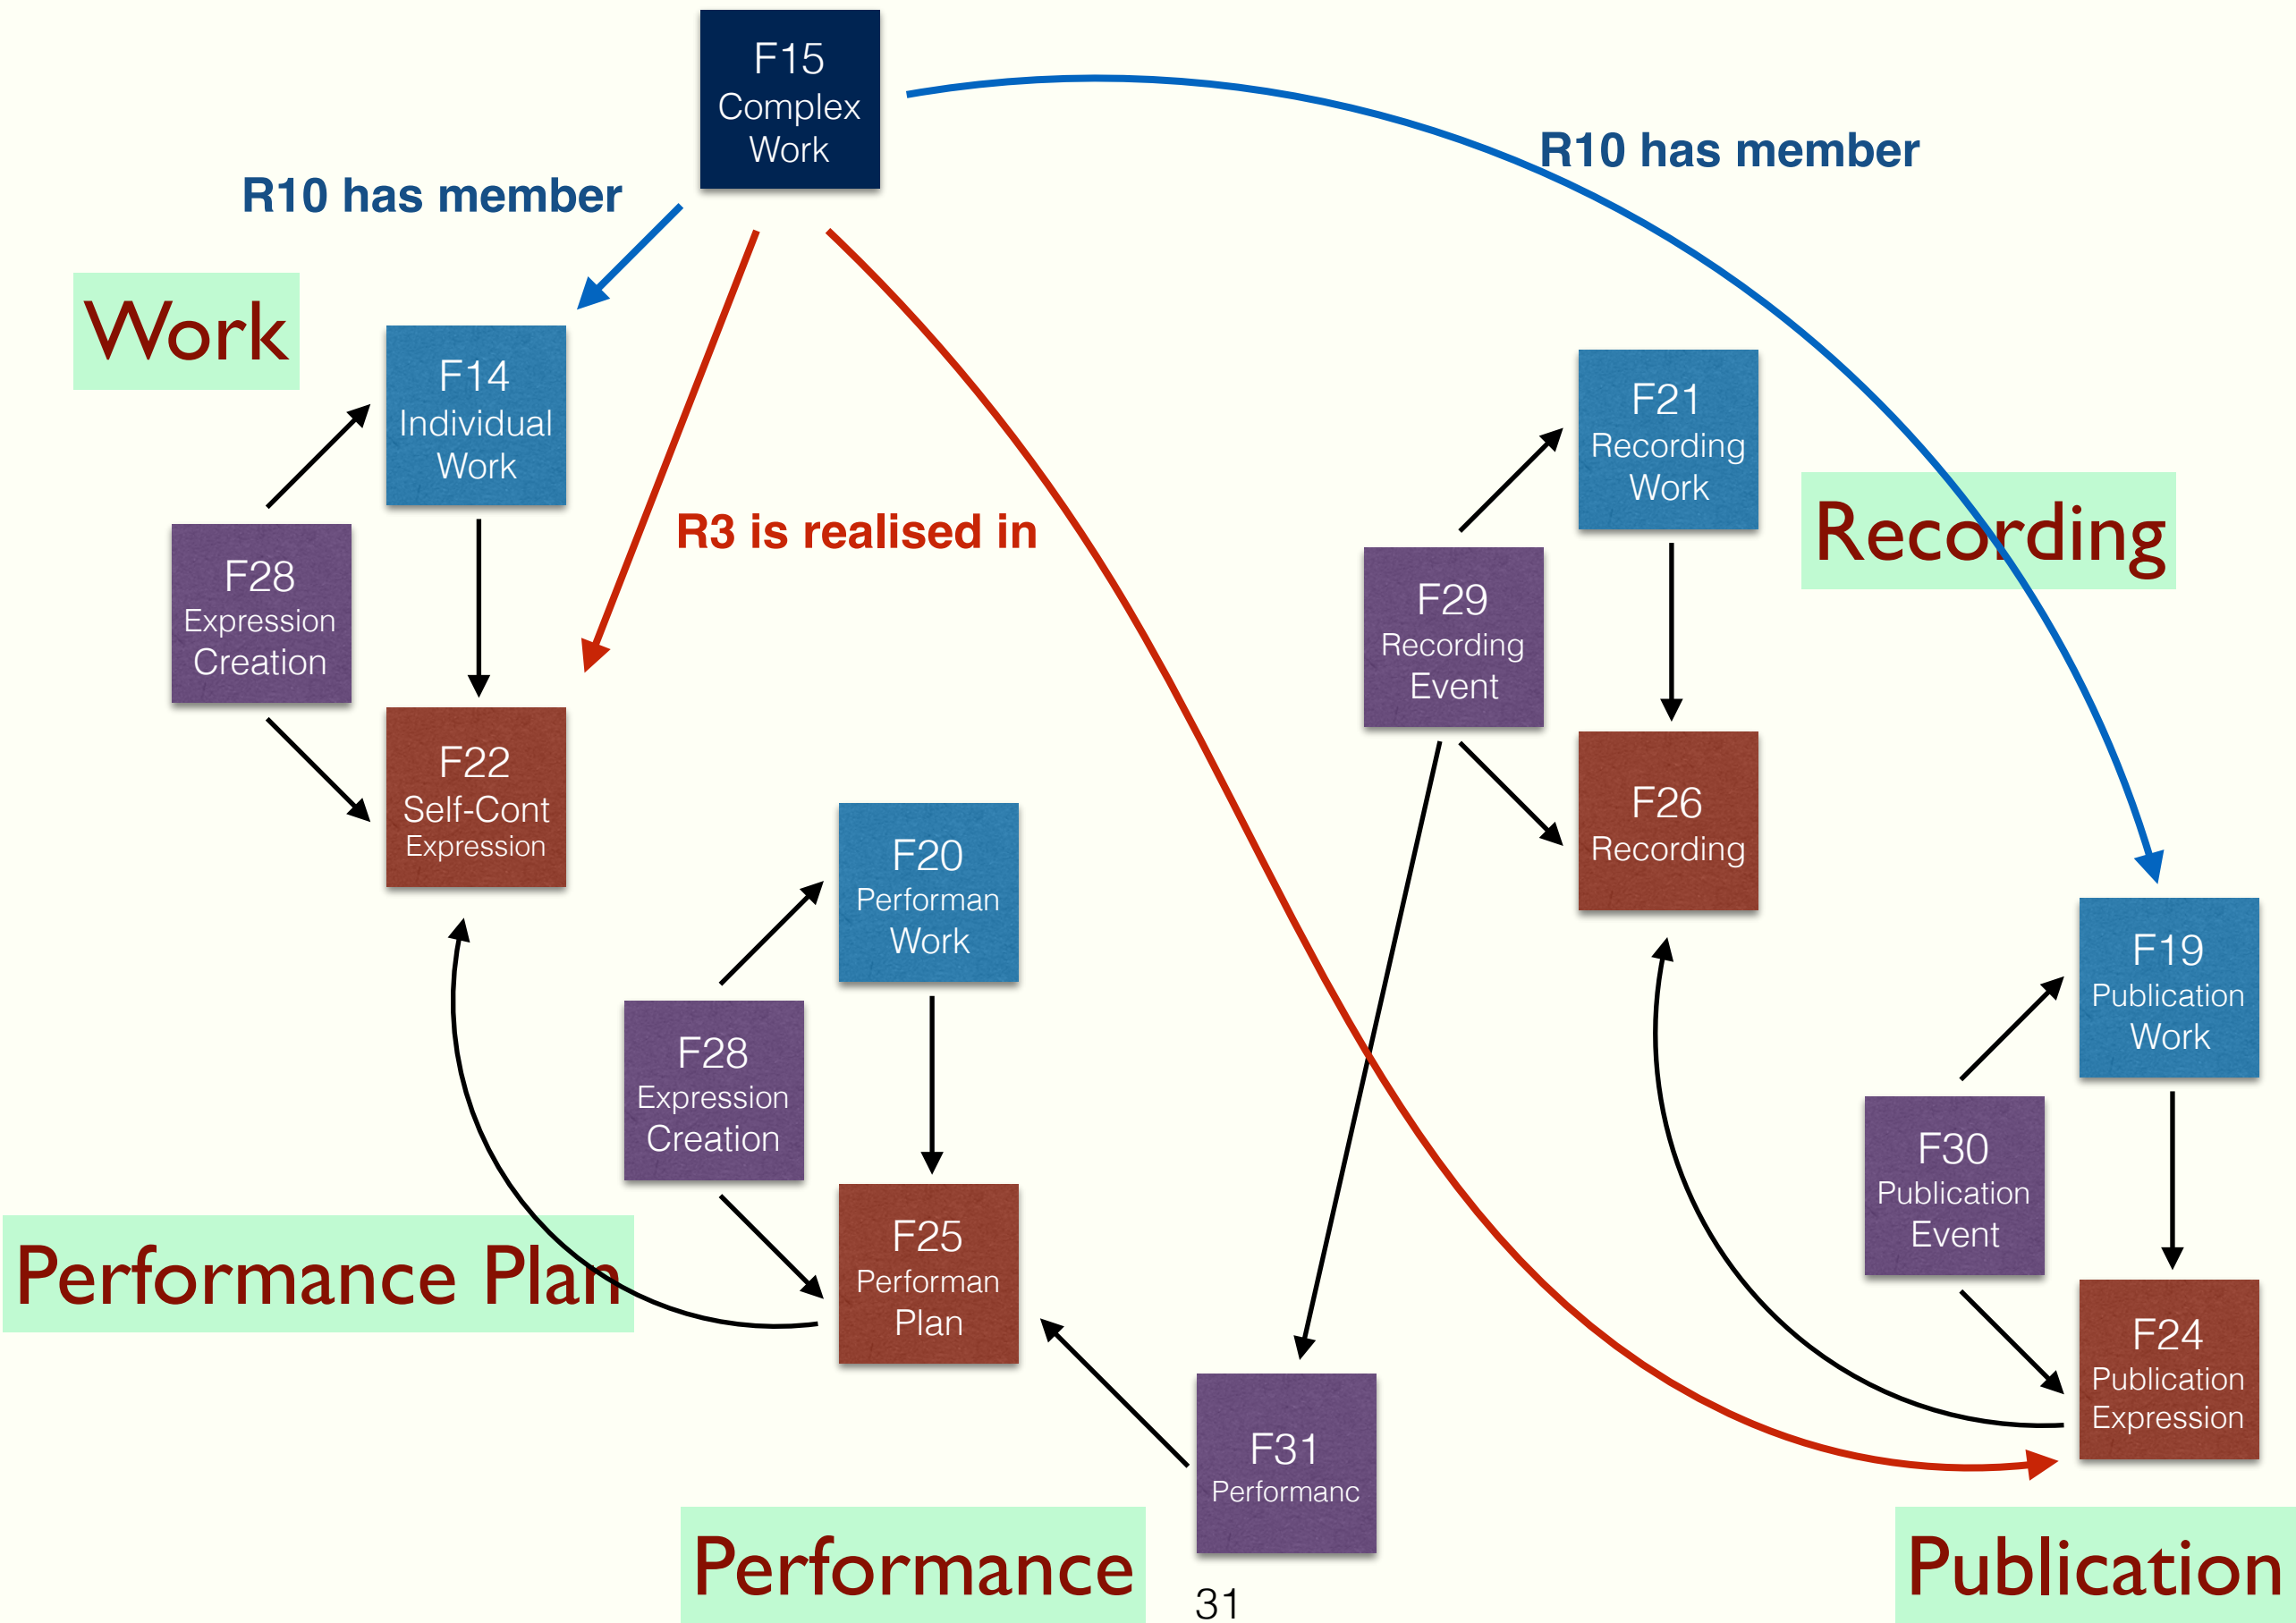 F15
Complex
Work
R10 has member
R10 has member
Work
F14
Individual
Work
F28
Expression
Creation
F22
Self-Cont
Expression
R3 is realised in
F21
Recording
Work
Recording
F29
Recording
Event
F26
Recording
F20
Performan
Work
F28
Expression
Creation
F25
Performan
Plan
Performance Plan
F19
Publication
Work
F30
Publication
Event
F24
Publication
Expression
F31
Performanc
Performance
Publication
31